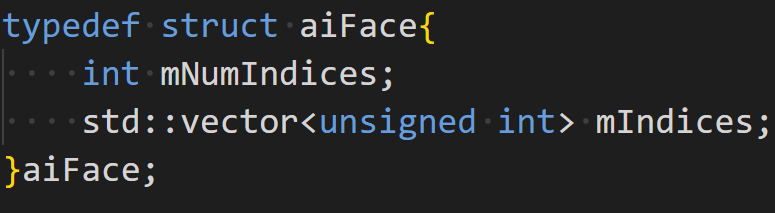 typedef struct aiFace{
    int mNumIndices;
    std::vector<unsigned int> mIndices;
}aiFace;